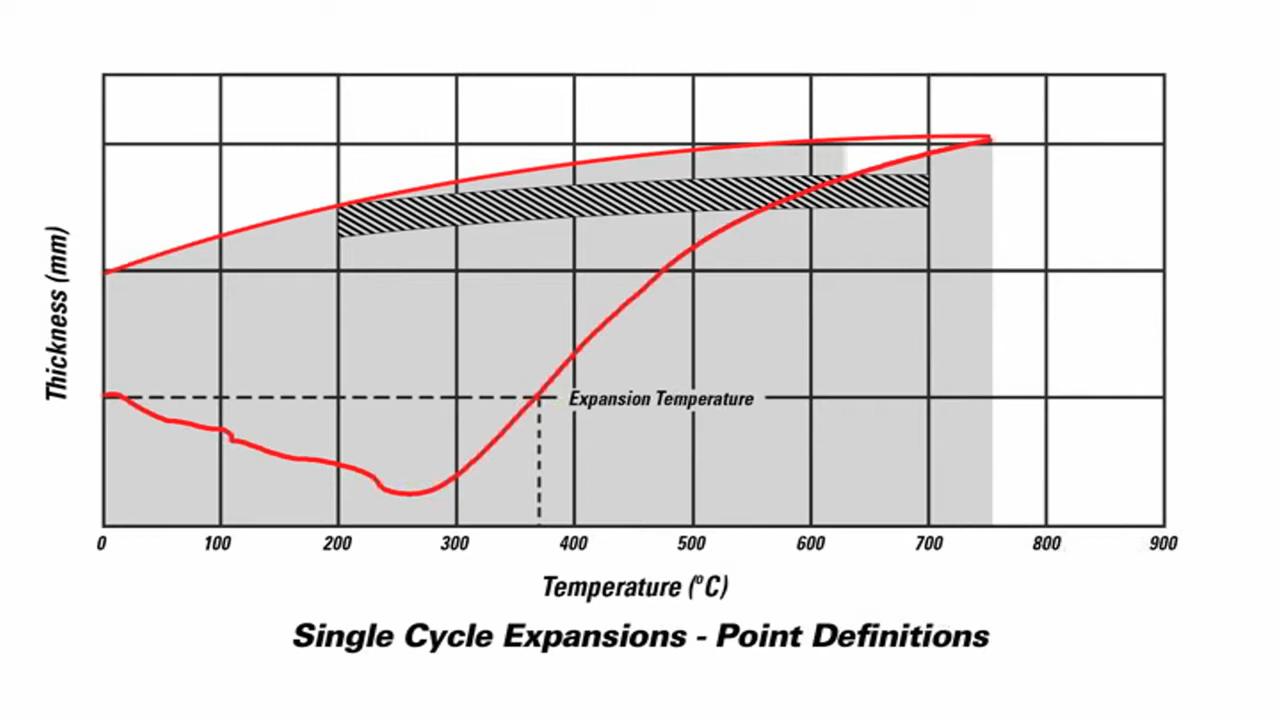 Thickness (mm)
Expansion Temperature
0 100 200 300 400 500 600 700 800 900
Temperature (°C)
Single Cycle Expansions - Point Definitions